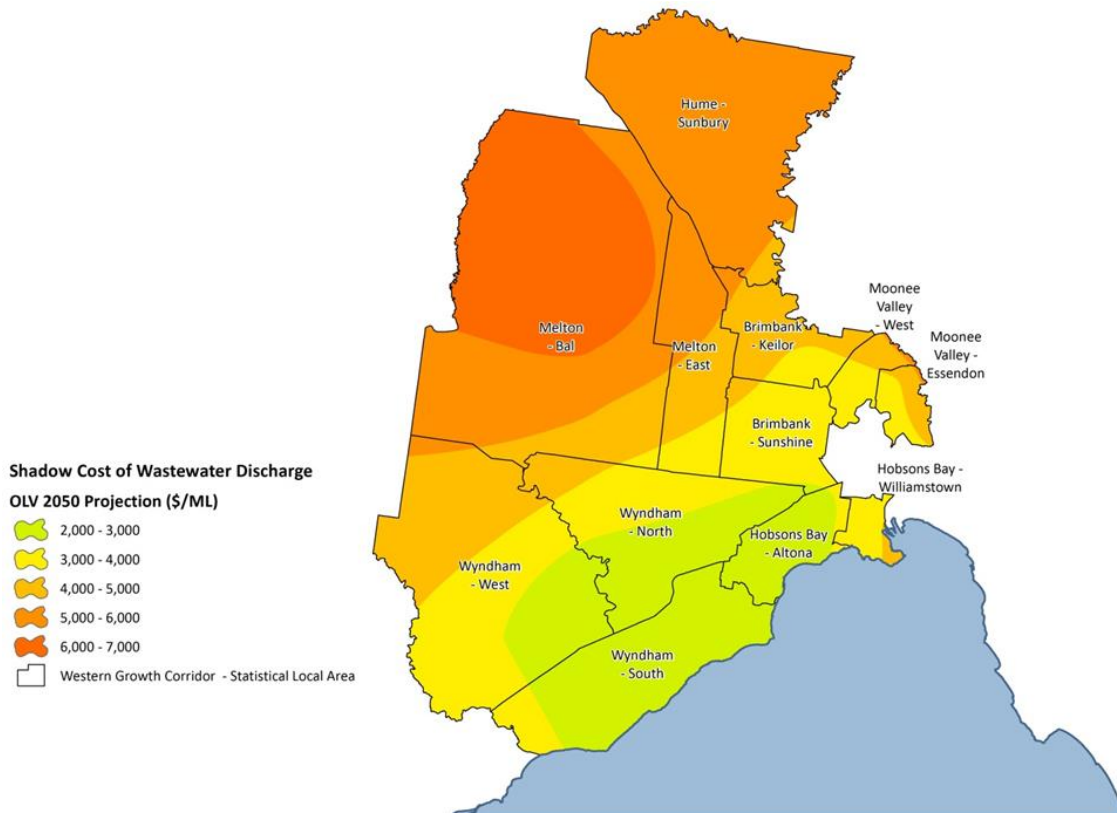 Hume -
Sunbury
Moonee
Valley
- West
Moonee
Valley -
Essendon
Melton
- Bal
Melton
- East
Brimbank
- Keilor
Brimbank
- Sunshine
Hobsons Bay -
Williamstown
Wyndham
- North
Hobsons Bay
- Altona
Wyndham
- West
Wyndham
- South
Shadow Cost of Wastewater Discharge
OLV 2050 Projection ($/ML)
2,000 - 3,000
3,000 - 4,000
4,000 - 5,000
5,000 - 6,000
6,000 - 7,000
Western Growth Corridor - Statistical Local Area